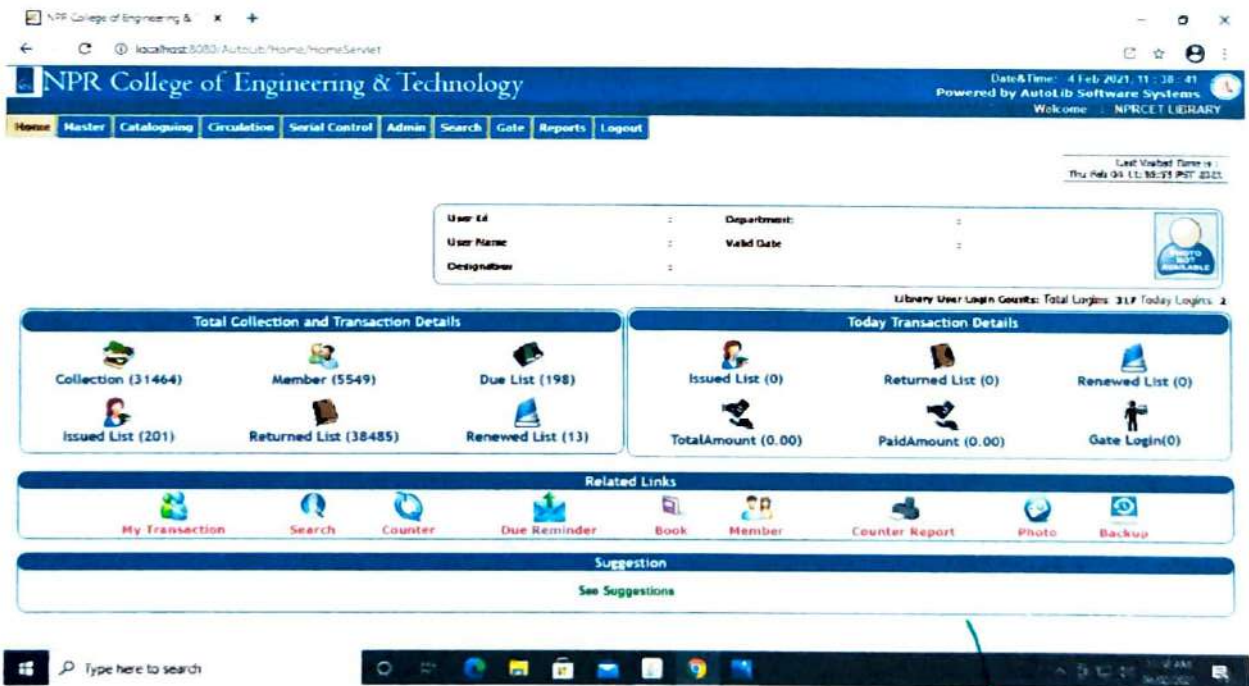 NPR College of Engineering &
localhost:8080/AutoLib/Home/HomeServlet
NPR College of Engineering & Technology
Date&Time: 4 Feb 2021, 11 : 38 : 41
Powered by AutoLib Software Systems
Welcome : NPRCET LIBRARY
Home Master Cataloguing Circulation Serial Control Admin Search Gate Reports Logout
Last Visited Time is :
User Id : Department: :
User Name : Valid Date :
Designation :
PHOTO
NOT
AVAILABLE
Library User Login Counts: Total Logins: 317 Today Logins: 2
Total Collection and Transaction Details
Collection (31464) Member (5549) Due List (198)
Issued List (201) Returned List (38485) Renewed List (13)
Today Transaction Details
Issued List (0) Returned List (0) Renewed List (0)
TotalAmount (0.00) PaidAmount (0.00) Gate Login(0)
Related Links
My Transaction Search Counter Due Reminder Book Member Counter Report Photo Backup
Suggestion
See Suggestions
Type here to search